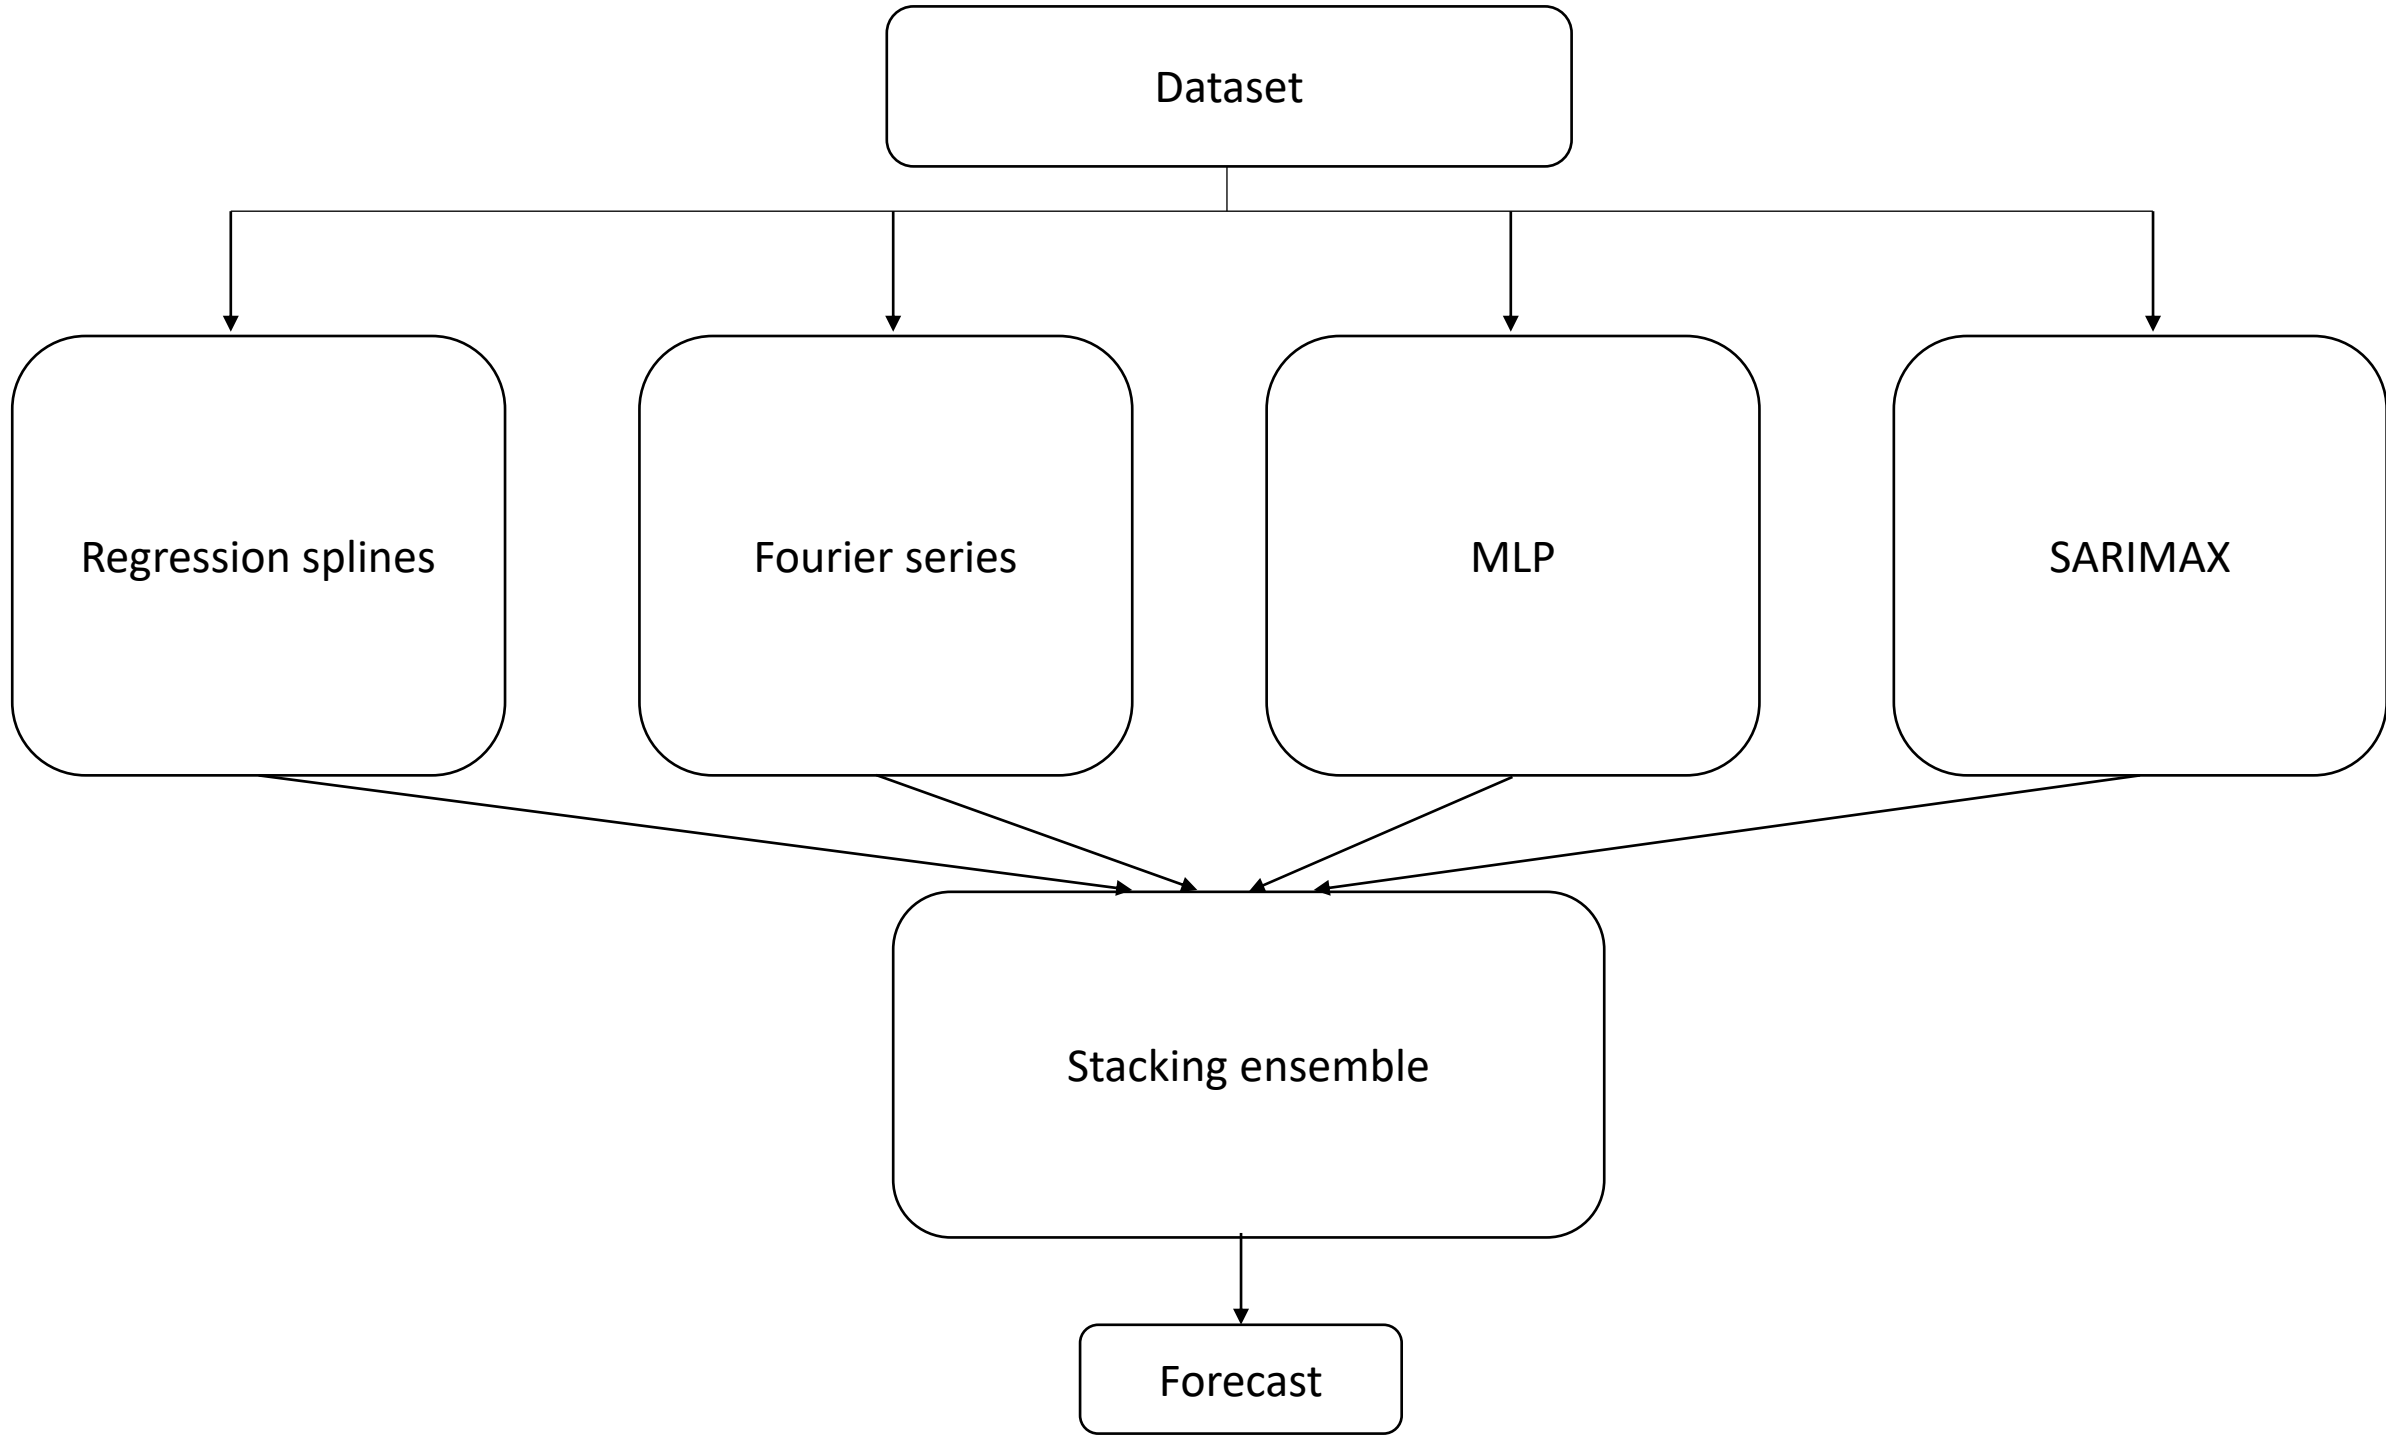 Dataset
Regression splines
Fourier series
MLP
SARIMAX
Stacking ensemble
Forecast